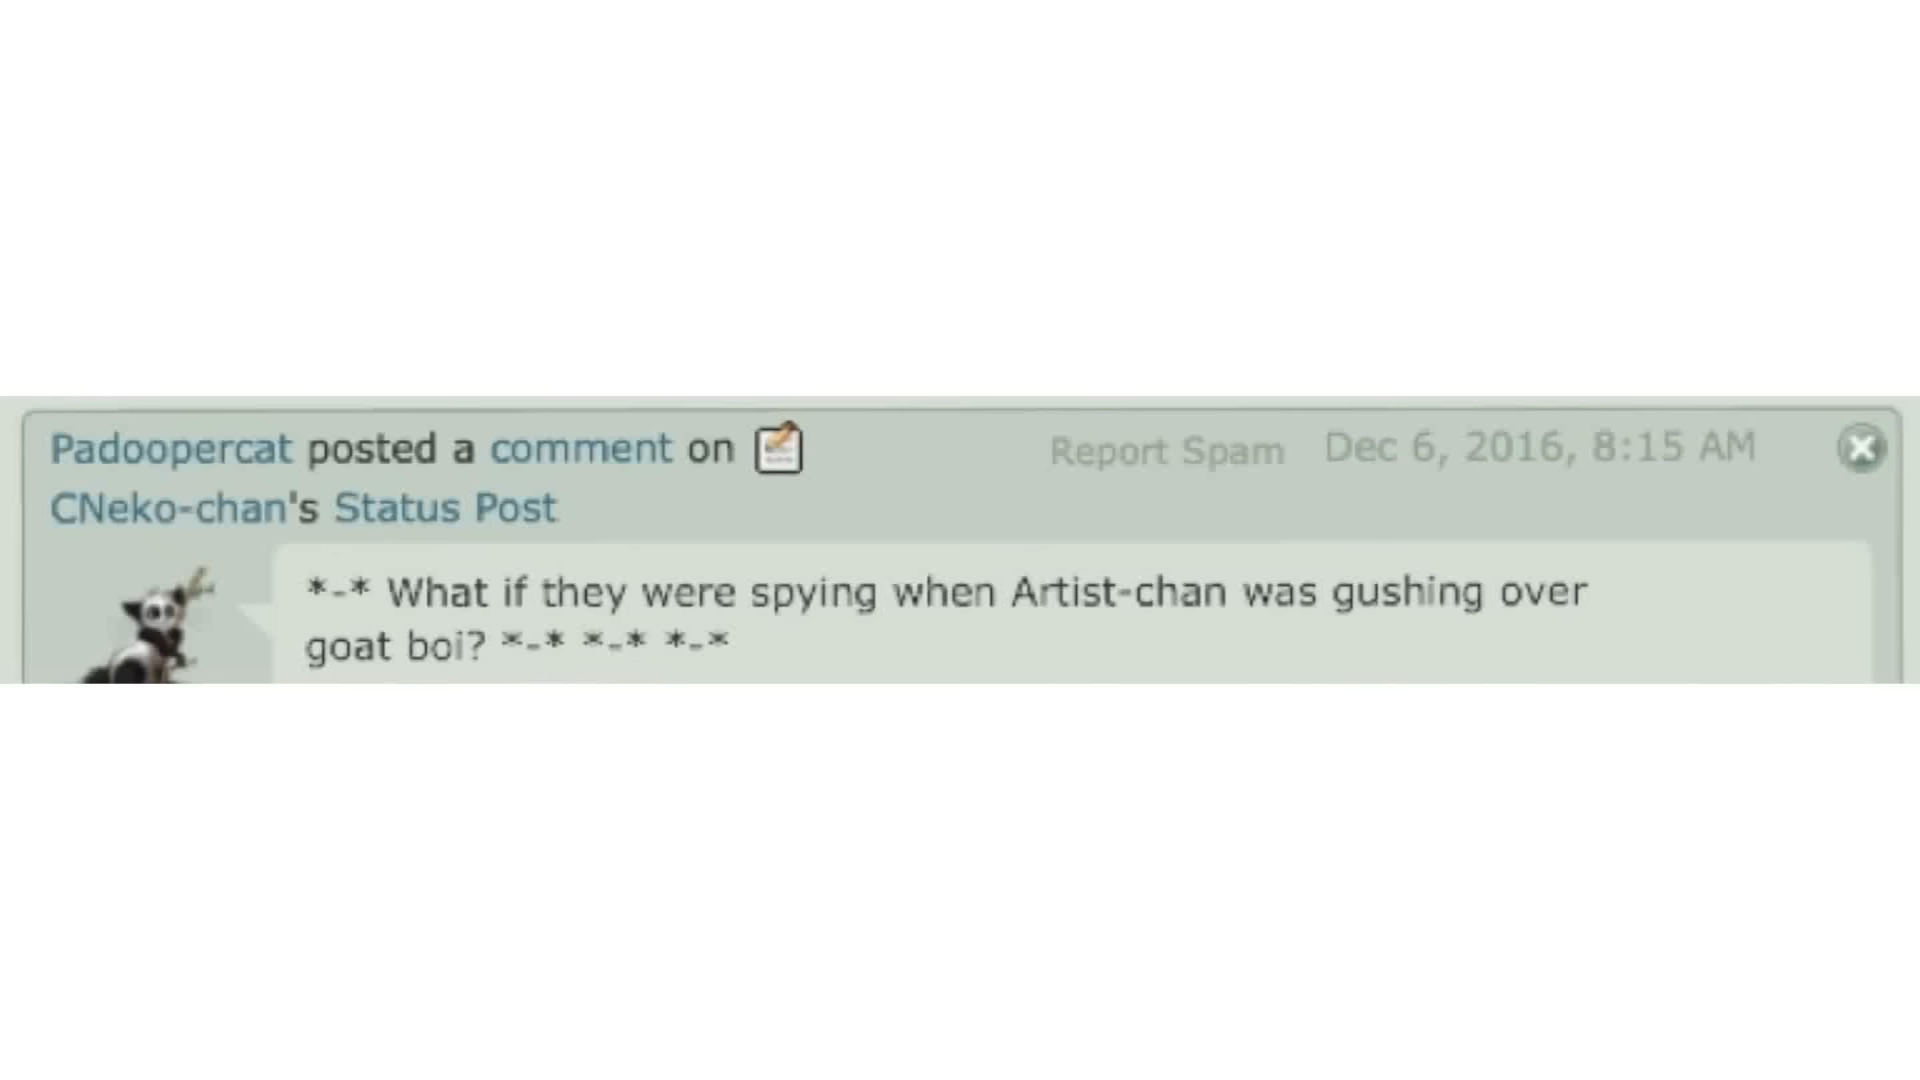 Padoopercat posted a comment on Report Spam Dec 6, 2016, 8:15 AM
CNeko-chan's Status Post
*-* What if they were spying when Artist-chan was gushing over
goat boi? *-* *-* *-*